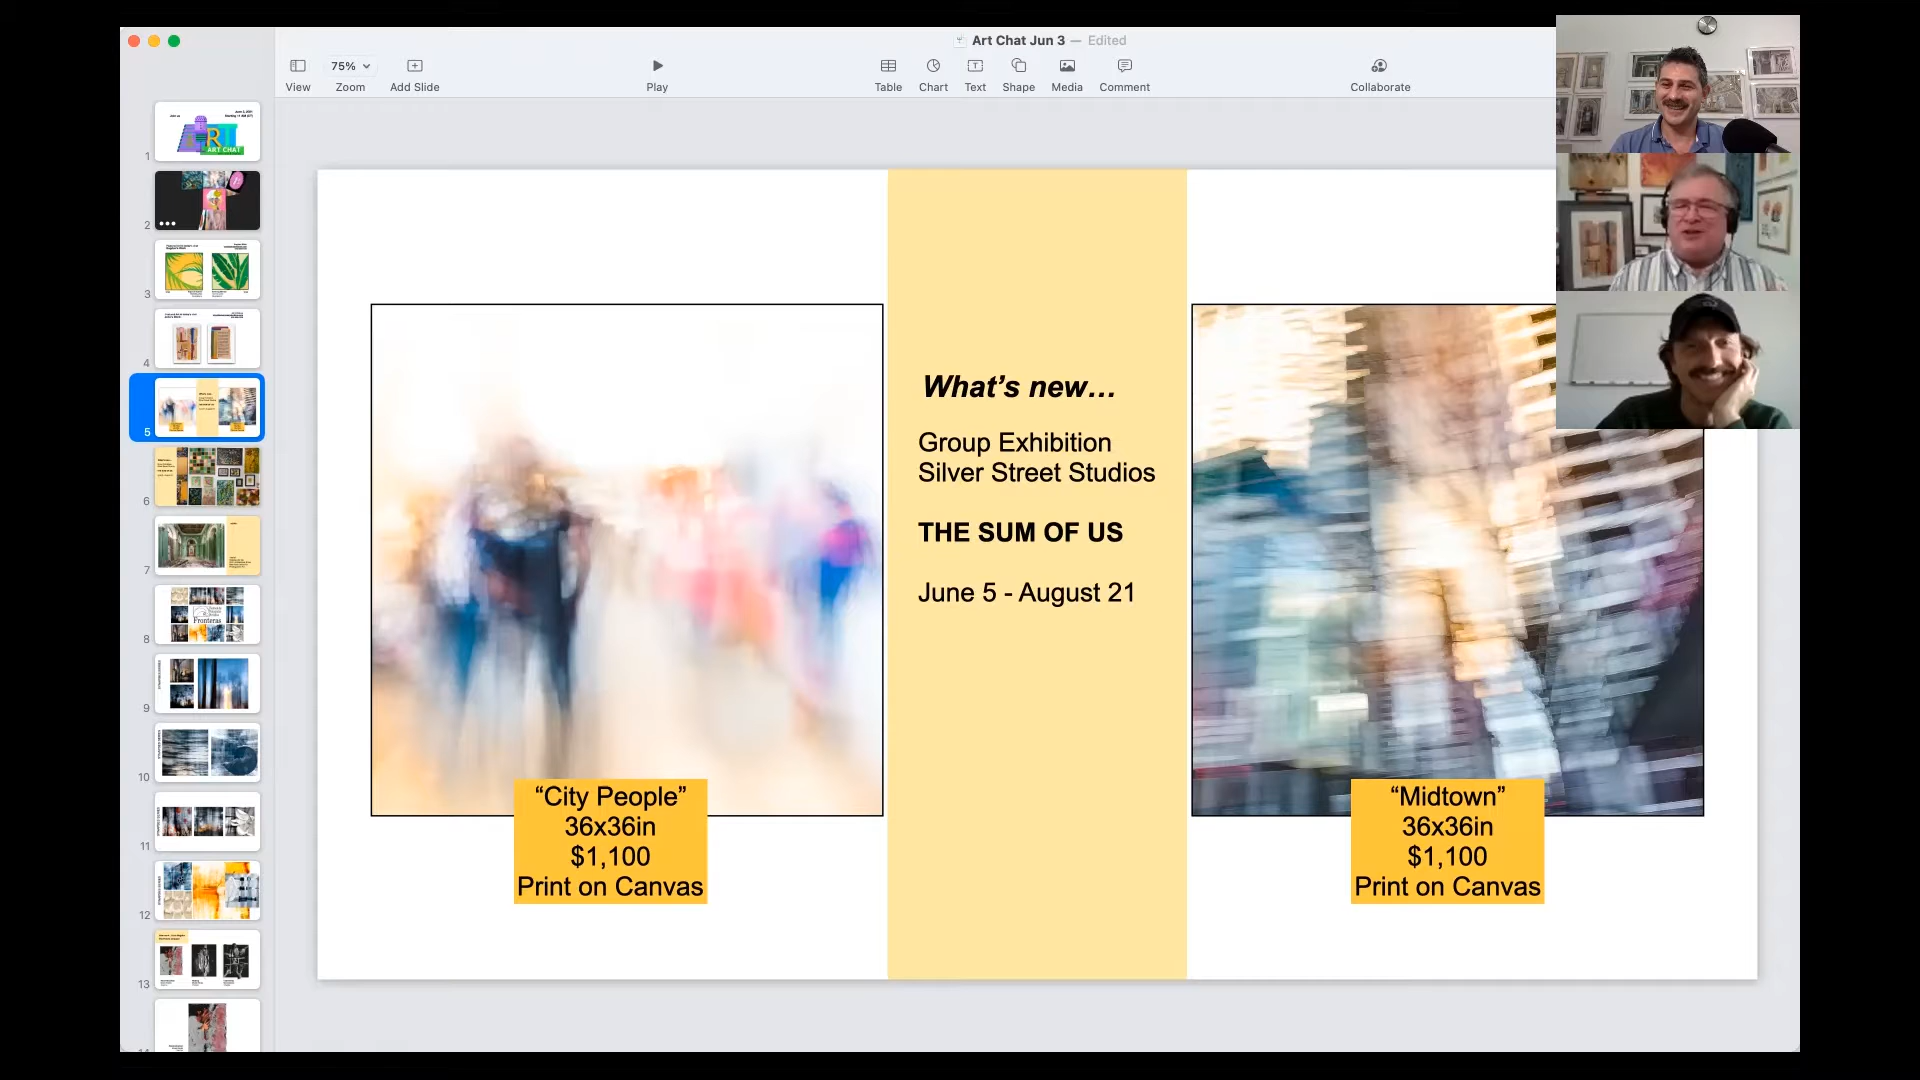 Art Chat Jun 3 — Edited
75%
View
Zoom
Add Slide
Play
Table
Chart
Text
Shape
Media
Comment
Collaborate
1
ART CHAT
2
3
4
5
6
7
8
Fronteras
9
10
11
12
13
What’s new…
Group Exhibition
Silver Street Studios
THE SUM OF US
June 5 - August 21
“City People”
36x36in
$1,100
Print on Canvas
“Midtown”
36x36in
$1,100
Print on Canvas